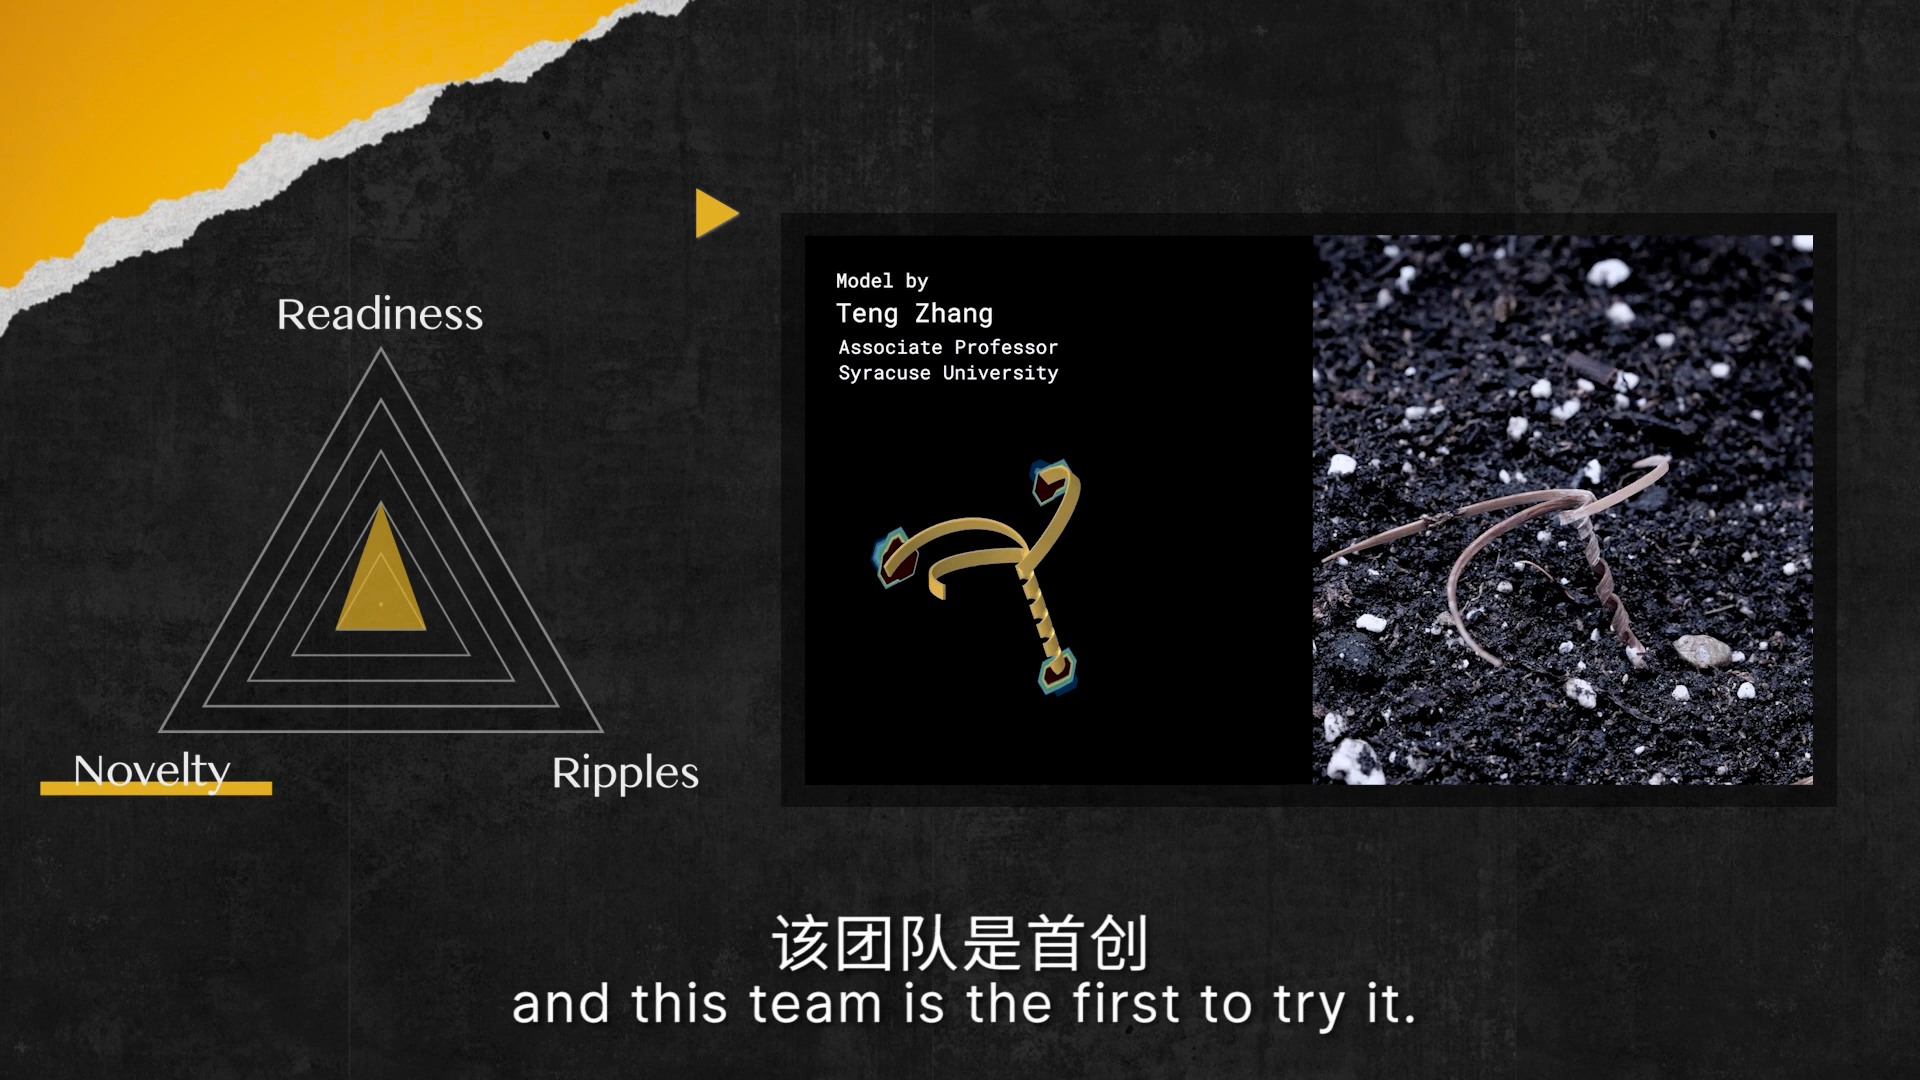 Readiness
Novelty
Ripples
Model by
Teng Zhang
Associate Professor
Syracuse University
该团队是首创
and this team is the first to try it.